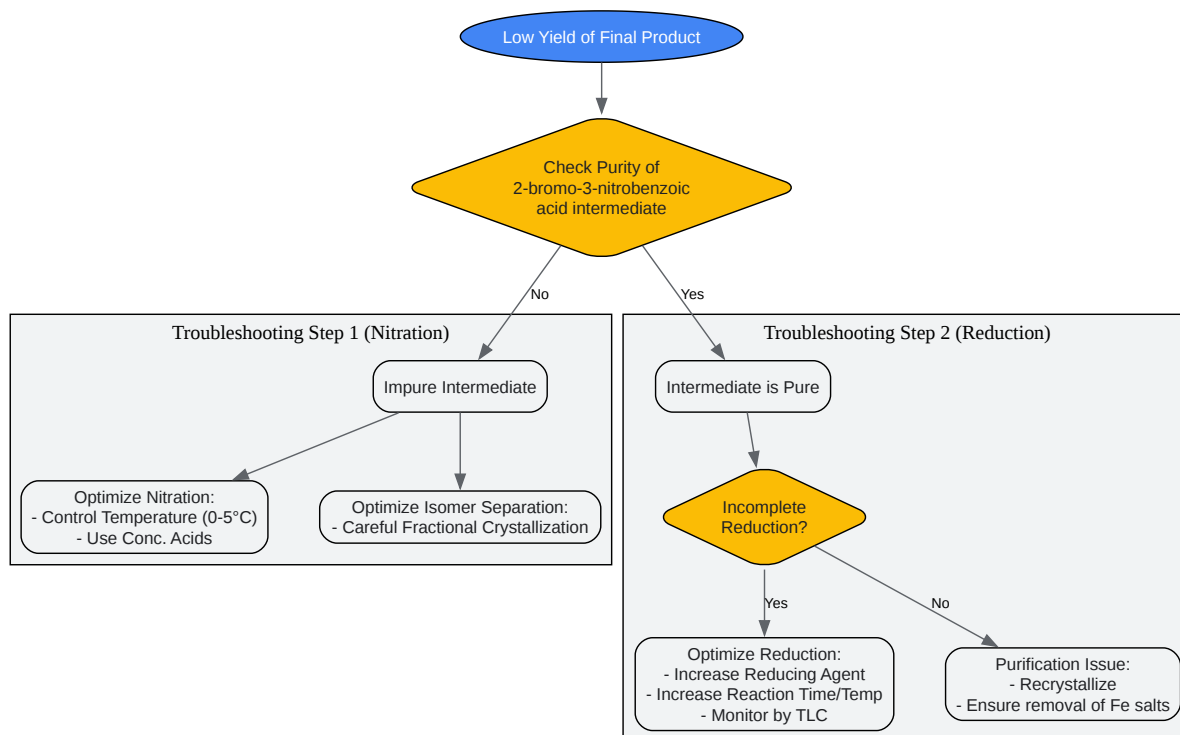 Low Yield of Final Product
Check Purity of
2-bromo-3-nitrobenzoic
acid intermediate
No
Yes
Troubleshooting Step 1 (Nitration)
Impure Intermediate
Optimize Nitration:
- Control Temperature (0-5°C)
- Use Conc. Acids
Optimize Isomer Separation:
- Careful Fractional Crystallization
Troubleshooting Step 2 (Reduction)
Intermediate is Pure
Incomplete
Reduction?
Yes
No
Optimize Reduction:
- Increase Reducing Agent
- Increase Reaction Time/Temp
- Monitor by TLC
Purification Issue:
- Recrystallize
- Ensure removal of Fe salts